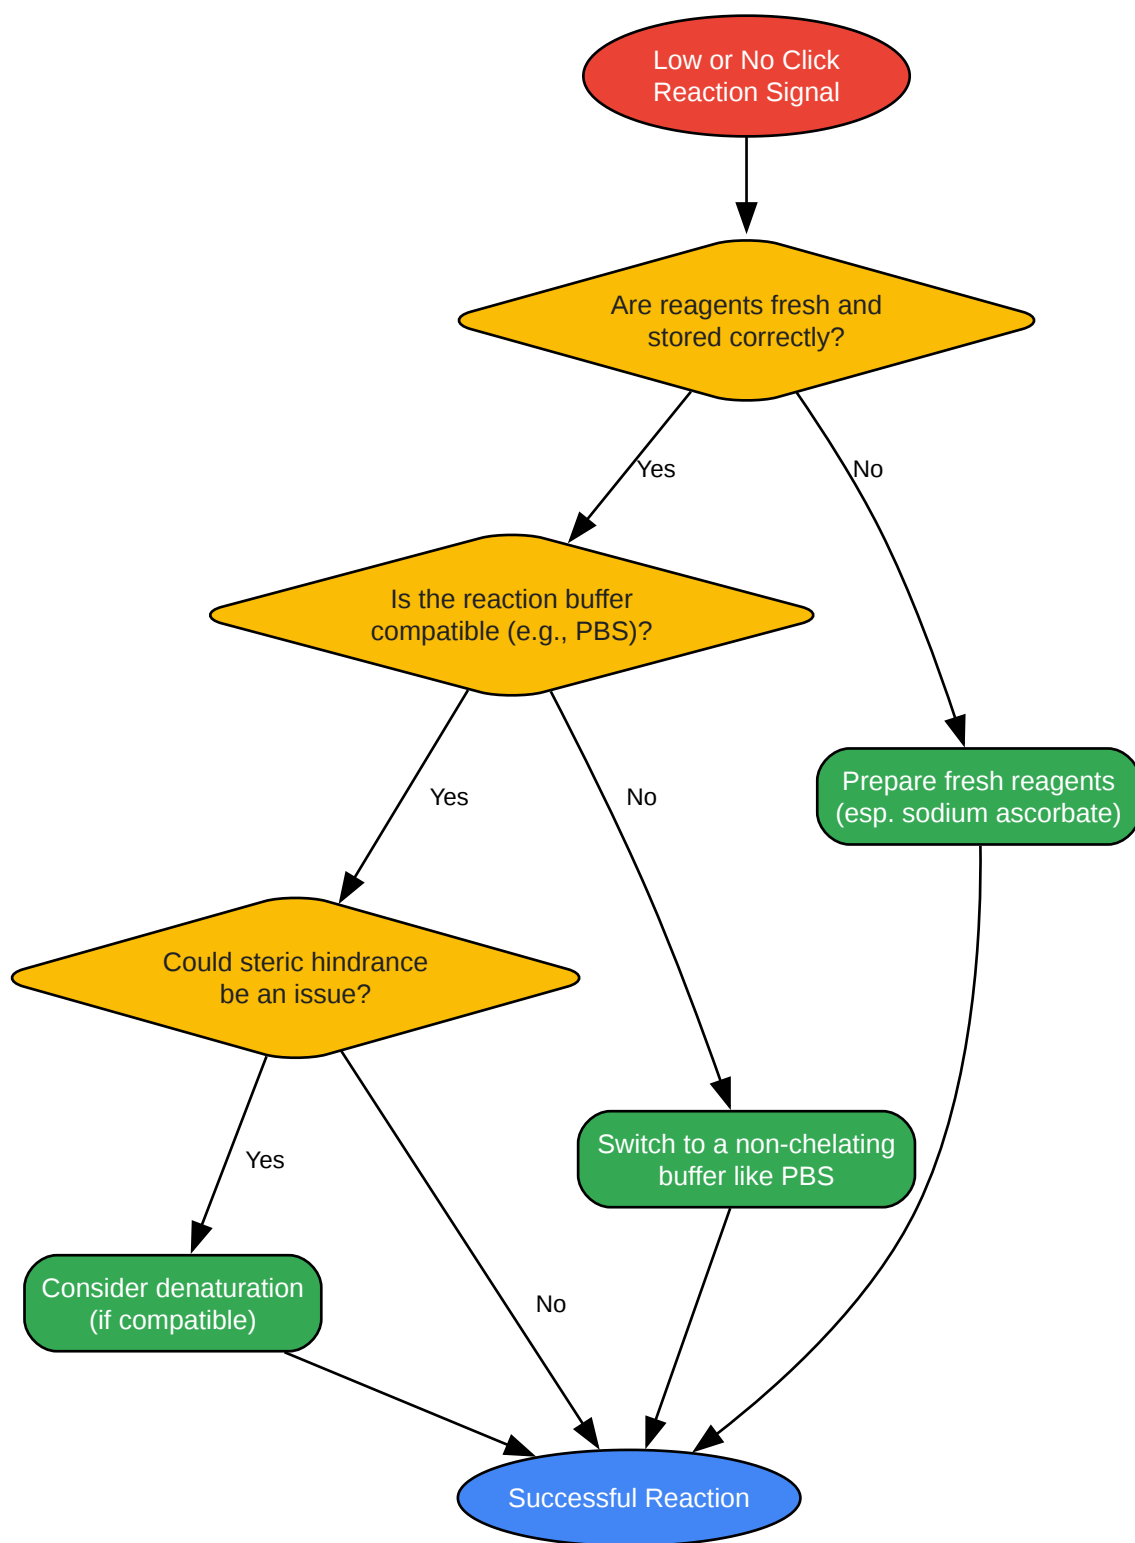 Low or No Click
Reaction Signal
Are reagents fresh and
stored correctly?
Yes
No
Is the reaction buffer
compatible (e.g., PBS)?
Yes
No
Prepare fresh reagents
(esp. sodium ascorbate)
Could steric hindrance
be an issue?
Yes
No
Switch to a non-chelating
buffer like PBS
Consider denaturation
(if compatible)
Successful Reaction